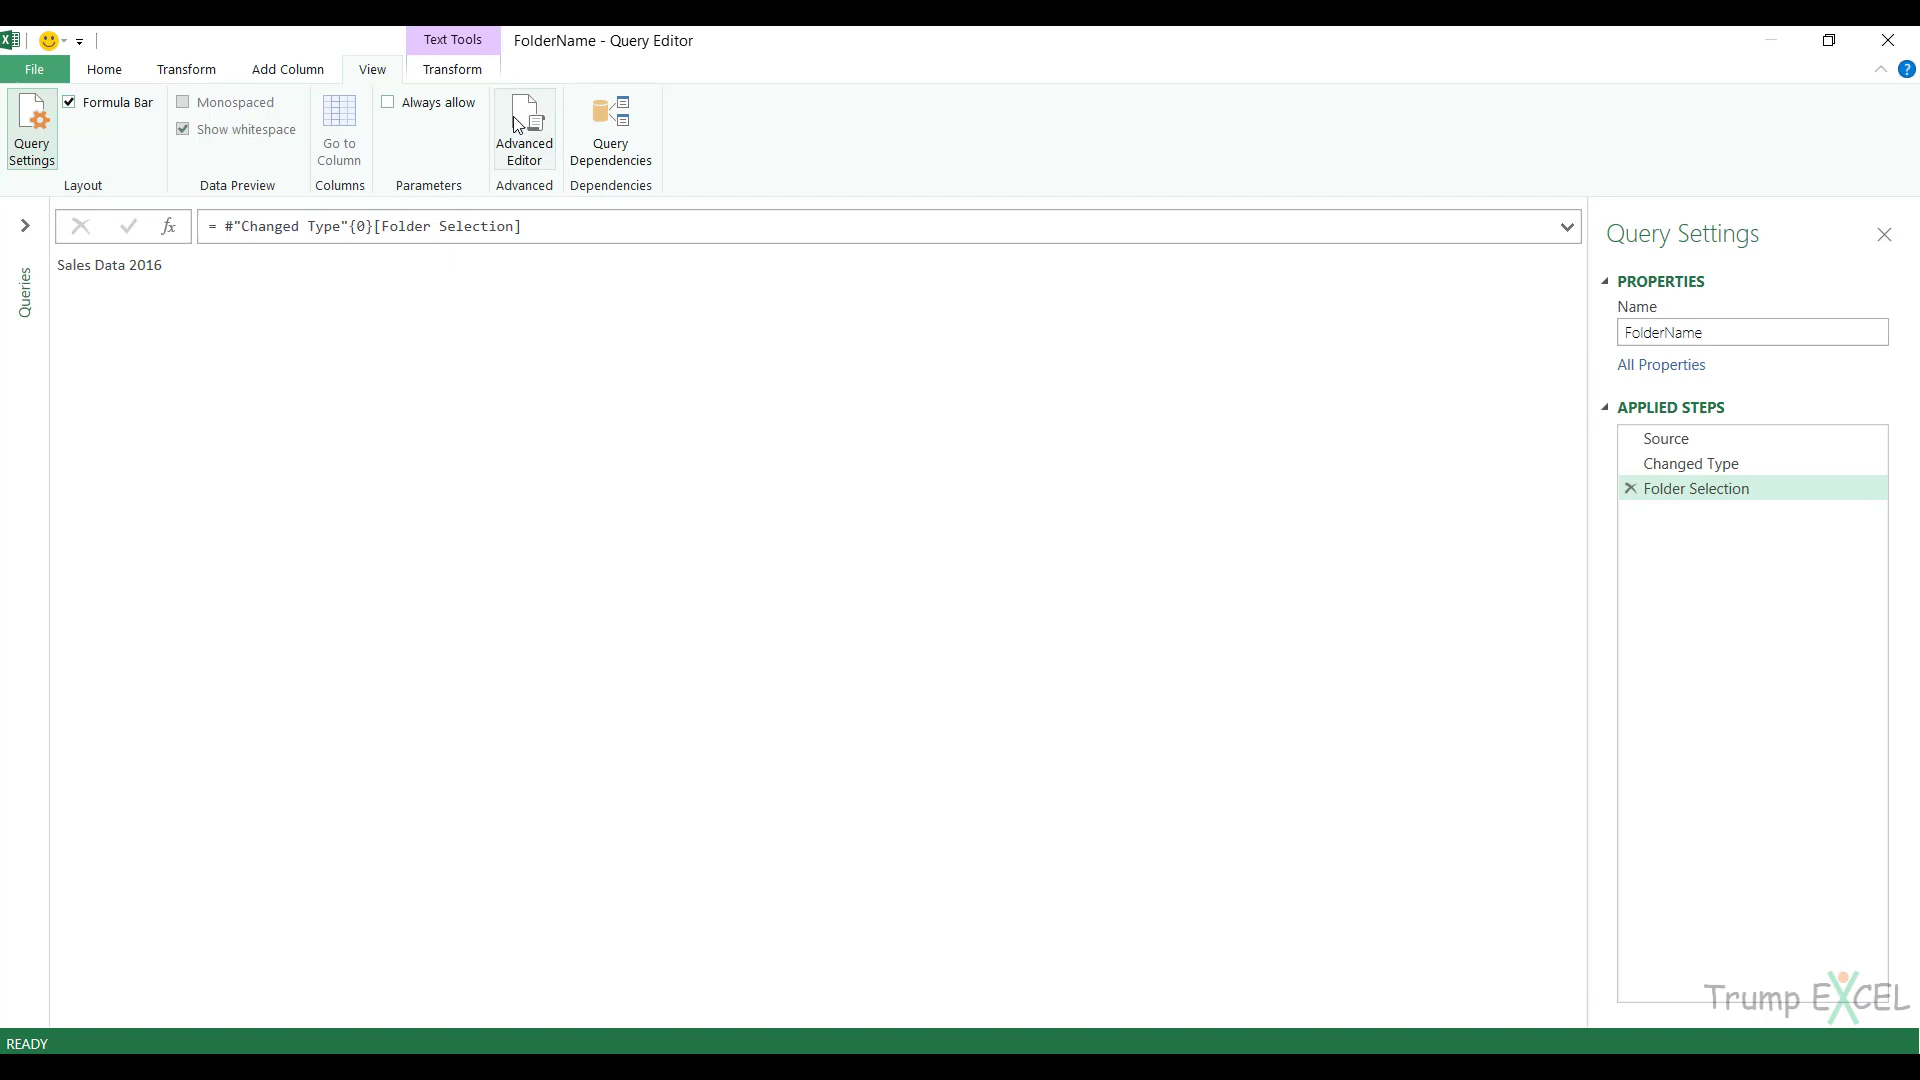 Text Tools
FolderName - Query Editor
File
Home
Transform
Add Column
View
Transform
Query
Settings
Formula Bar
Layout
Monospaced
Show whitespace
Data Preview
Go to
Column
Columns
Always allow
Parameters
Advanced
Editor
Advanced
Query
Dependencies
Dependencies
fx
= #"Changed Type"{0}[Folder Selection]
Sales Data 2016
Queries
Query Settings
PROPERTIES
Name
FolderName
All Properties
APPLIED STEPS
Source
Changed Type
Folder Selection
Trump EXCEL
READY